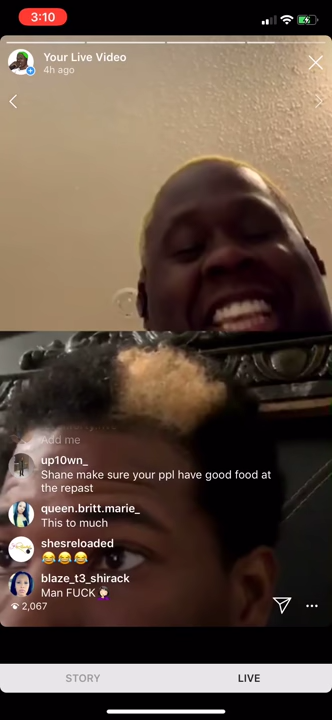 3:10
Your Live Video
4h ago
Add me
up10wn_
Shane make sure your ppl have good food at
the repast
queen.britt.marie_
This to much
shesreloaded
😂😂😂
blaze_t3_shirack
Man FUCK 🤦🏻‍♀️
2,067
STORY
LIVE